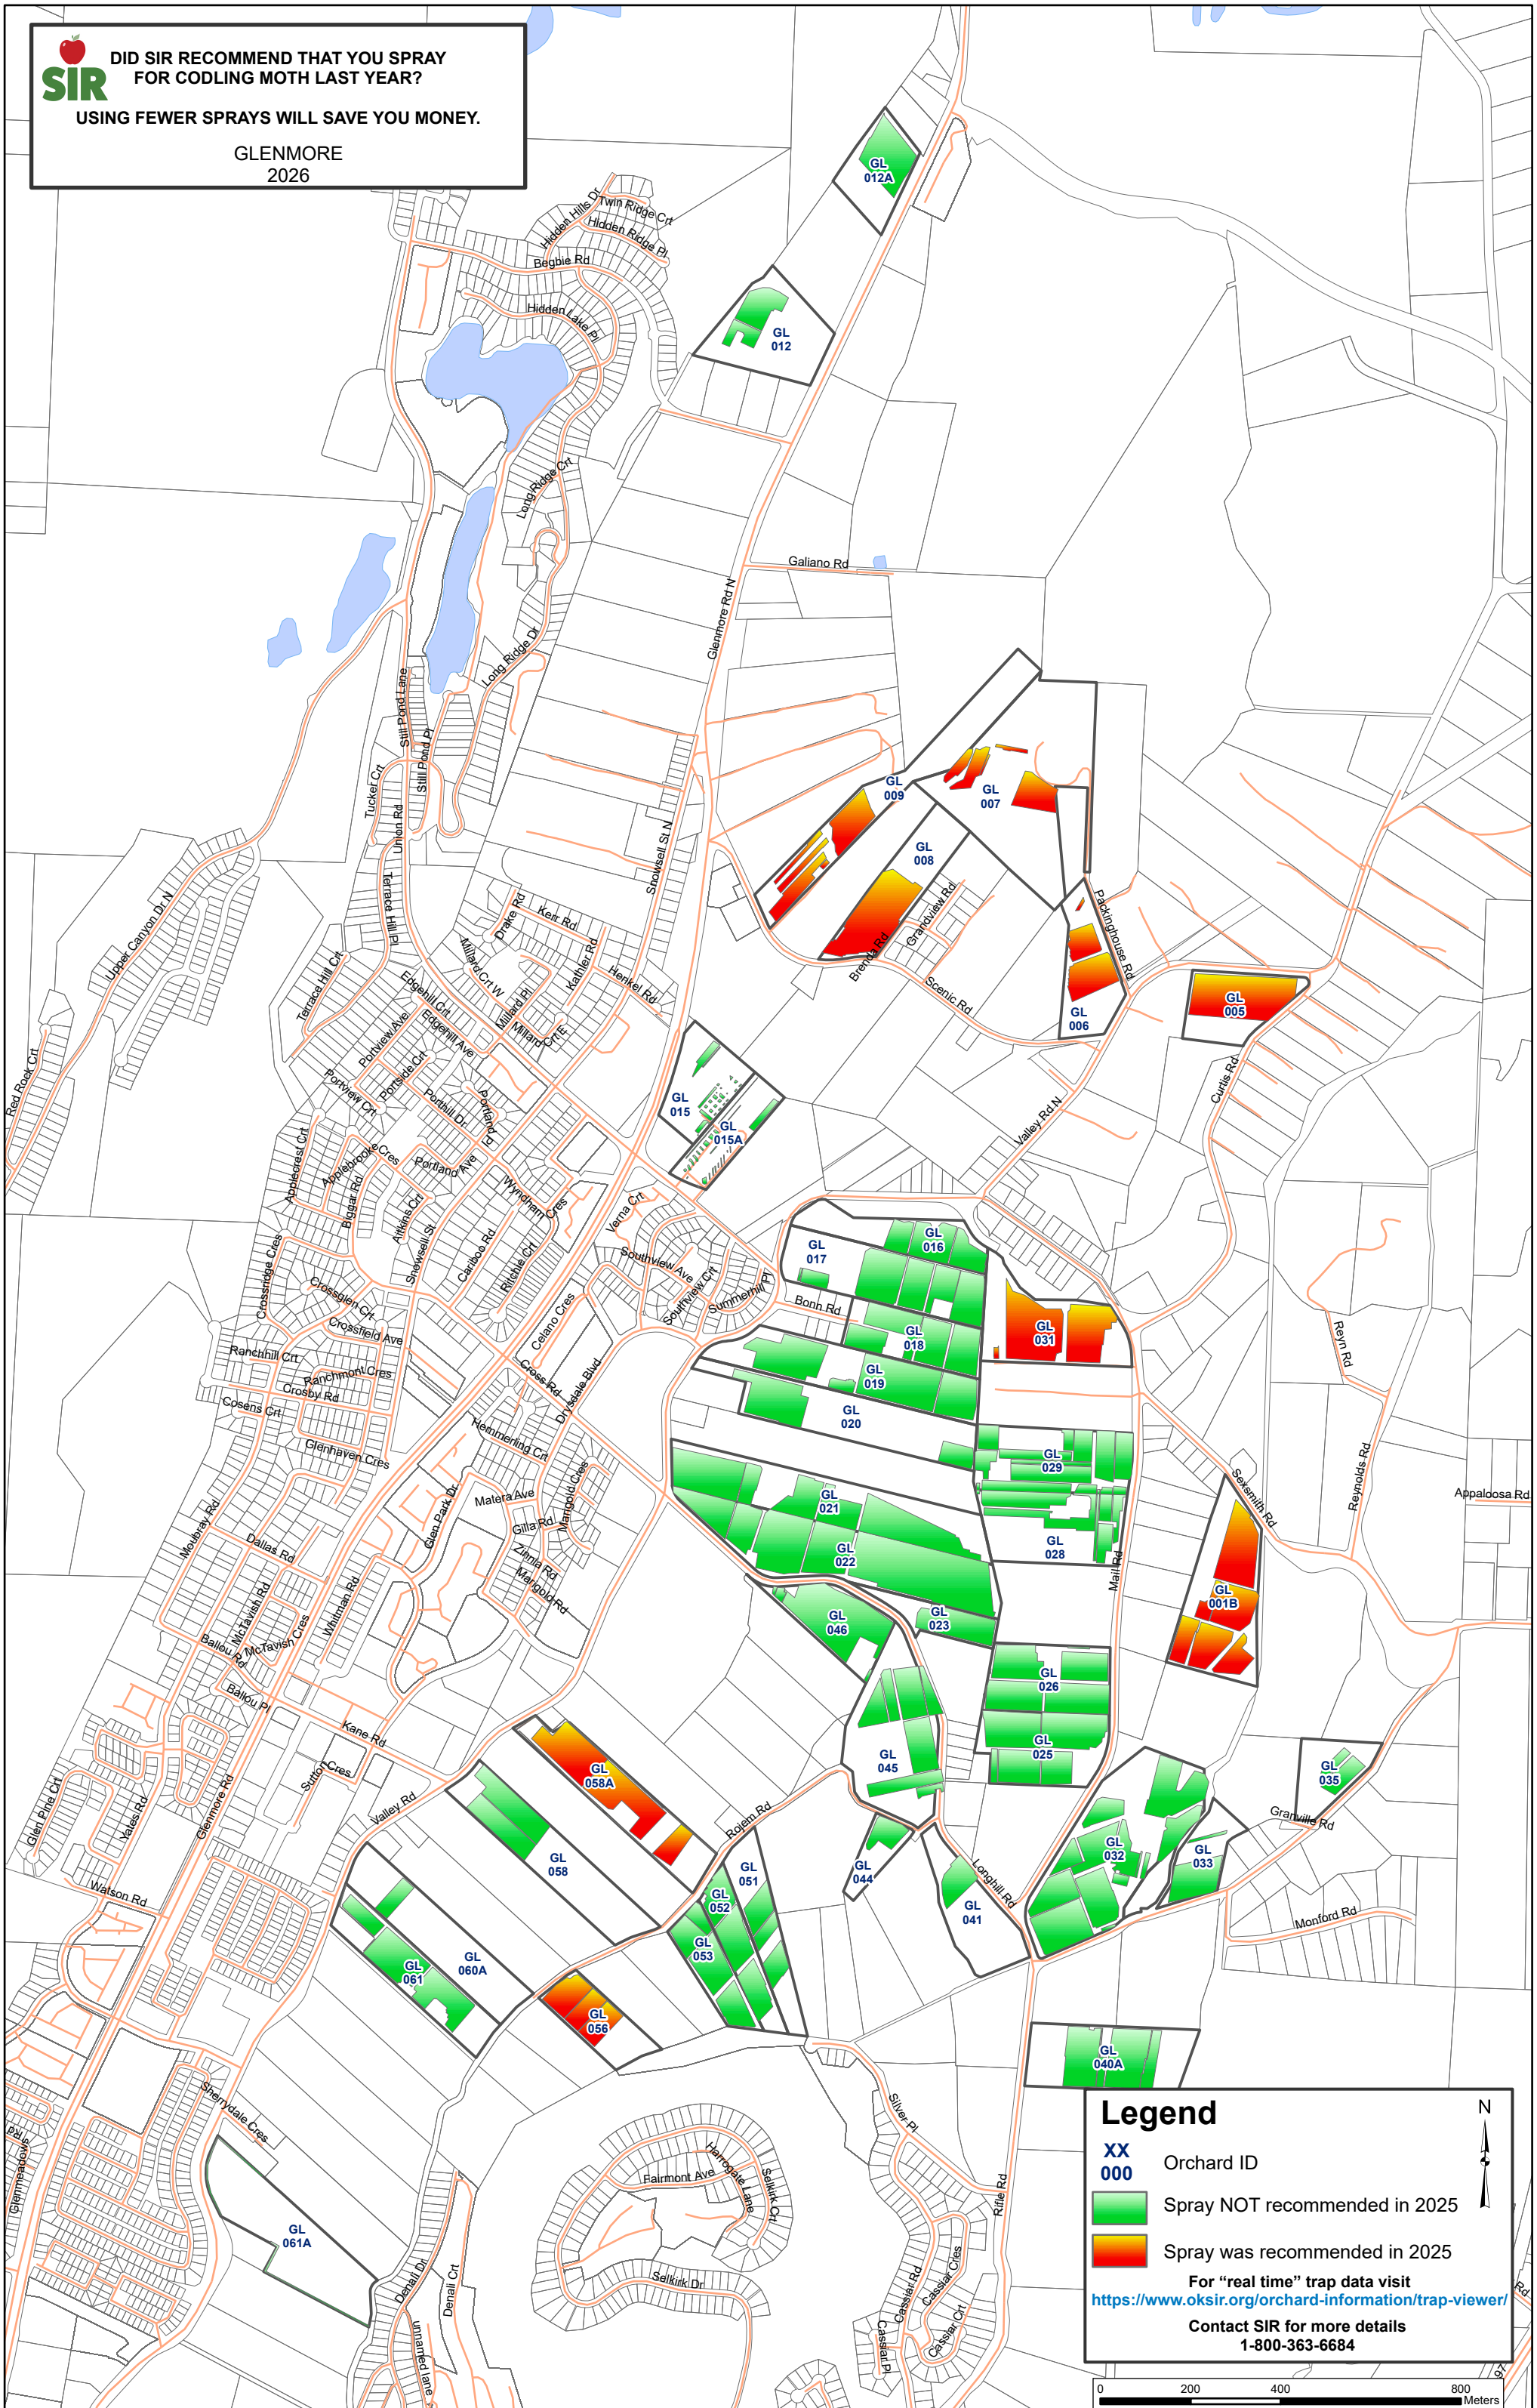 SIR
DID SIR RECOMMEND THAT YOU SPRAY
FOR CODLING MOTH LAST YEAR?
USING FEWER SPRAYS WILL SAVE YOU MONEY.
GLENMORE
2026
GL
012A
Hidden Hills Dr
Twin Ridge Crt
Hidden Ridge Pl
Begbie Rd
Hidden Lake Pl
GL
012
Long Ridge Crt
Galiano Rd
Glenmore Rd N
Long Ridge Dr
Still Pond Lane
Still Pond Pl
Tucker Crt
Union Rd
GL
009
GL
007
GL
008
Snowsell St N
Terrace Hill Pl
Upper Canyon Dr N
Drake Rd
Kerr Rd
Kather Rd
Millard Crt W
Henkel Rd
Grandview Rd
Brenda Rd
Packinghouse Rd
Scenic Rd
GL
006
GL
005
Terrace Hill Crt
Edgehill Crt
Edgehill Ave
Millard Pl
Millard Crt E
Portview Ave
Portside Crt
Portview Crt
Porthill Dr
Portland Pl
Red Rock Crt
Curtis Rd
Valley Rd N
GL
015
GL
015A
Applecrest Crt
Applebrooke Cres
Portland Ave
Biggar Rd
Aitkins Crt
Wyndham Cres
Verna Crt
Snowsell St
Cariboo Rd
Ritchie Crt
Southview Ave
Southview Crt
Summerhill Pl
Crossridge Cres
Crossglen Crt
Crossfield Ave
Celano Cres
GL
017
GL
016
Bonn Rd
GL
018
GL
031
Reyn Rd
Ranchhill Crt
Ranchmont Cres
Crosby Rd
Cosens Crt
Cross Rd
Drysdale Blvd
GL
019
GL
020
Hemmerling Crt
Glenhaven Cres
GL
029
Sexsmith Rd
Reynolds Rd
Appaloosa Rd
Matera Ave
Marigold Cres
Glen Park Dr
Gilla Rd
Moubray Rd
Dallas Rd
GL
021
GL
022
GL
028
Mail Rd
Zinnia Rd
Marigold Rd
McTavish Rd
Whitman Rd
McTavish Cres
Ballou Rd
Ballou Pl
GL
001B
GL
046
GL
023
GL
026
Kane Rd
GL
025
GL
045
GL
058A
GL
035
Sutton Cres
Valley Rd
Glen Pine Crt
Yates Rd
Glenmore Rd
Rojem Rd
Granville Rd
GL
032
GL
033
GL
058
GL
051
GL
044
Longhill Rd
GL
052
GL
041
Watson Rd
Monford Rd
GL
053
GL
060A
GL
061
GL
056
GL
040A
Sherrydale Cres
Silver Pl
Rd
Glenmeadows
Fairmont Ave
Harrogate Lane
Selkirk Crt
Rifle Rd
GL
061A
Denali Dr
Denali Crt
Selkirk Dr
Cassiar Rd
Cassiar Cres
Cassiar Crt
Cassiar Pl
unnamed lane
Legend
N
XX
000
Orchard ID
Spray NOT recommended in 2025
Spray was recommended in 2025
For “real time” trap data visit
https://www.oksir.org/orchard-information/trap-viewer/
Contact SIR for more details
1-800-363-6684
Rd
97
0 200 400 800
Meters